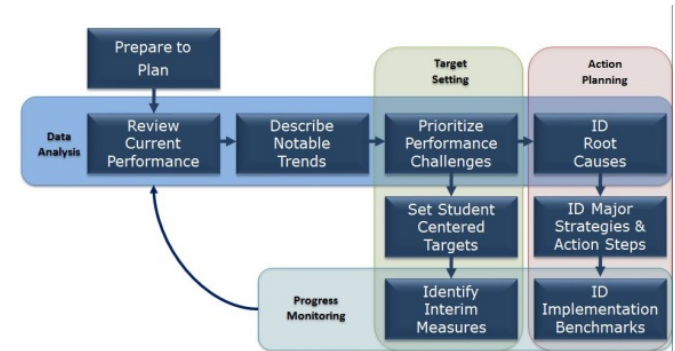 Prepare to
Plan
Target
Setting
Action
Planning
Data
Analysis
Review
Current
Performance
Describe
Notable
Trends
Prioritize
Performance
Challenges
ID
Root
Causes
Set Student
Centered
Targets
ID Major
Strategies &
Action Steps
Progress
Monitoring
Identify
Interim
Measures
ID
Implementation
Benchmarks